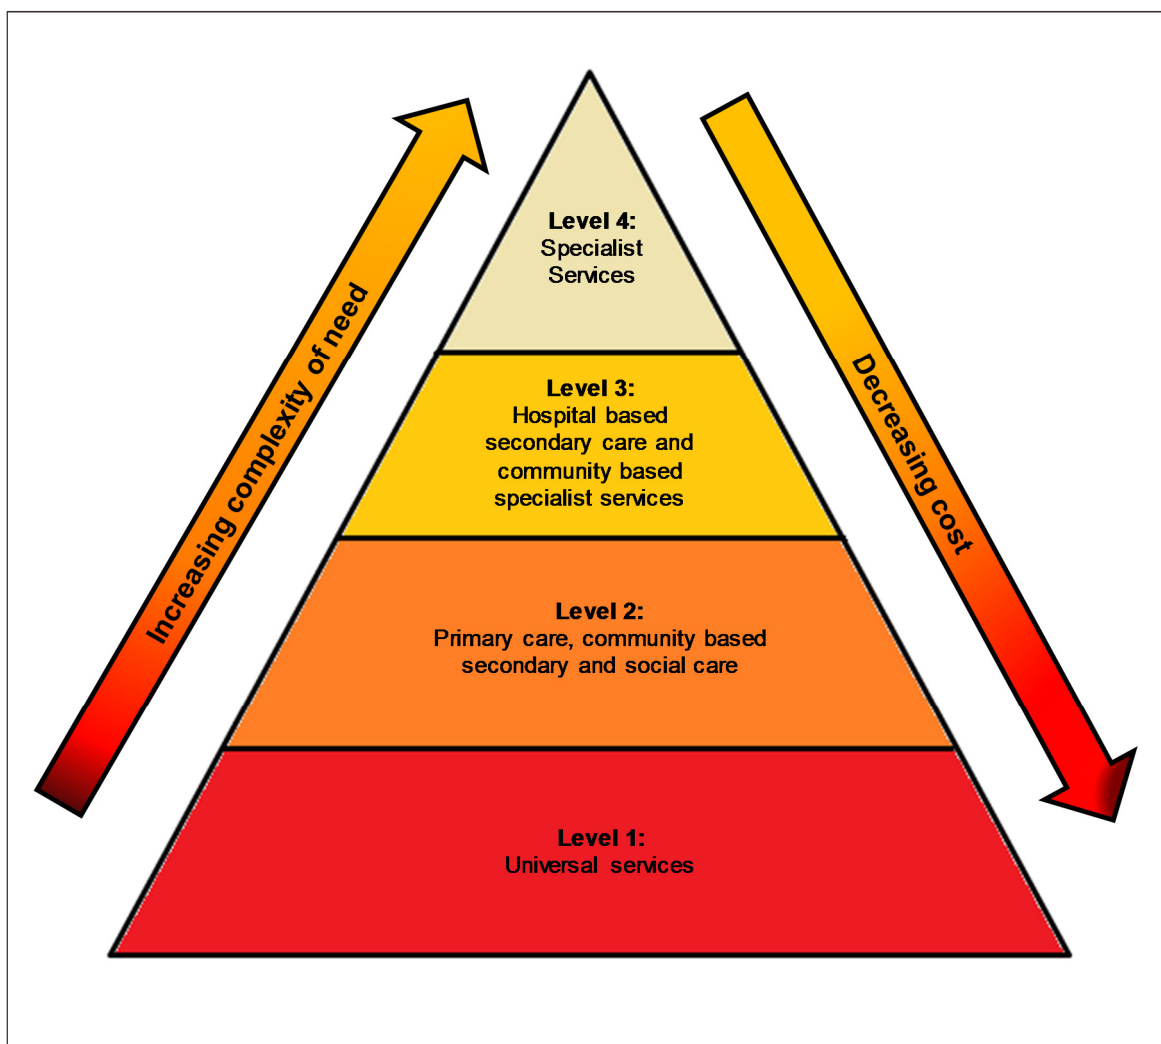 Level 4:
Specialist
Services
Increasing complexity of need
Decreasing cost
Level 3:
Hospital based
secondary care and
community based
specialist services
Level 2:
Primary care, community based
secondary and social care
Level 1:
Universal services